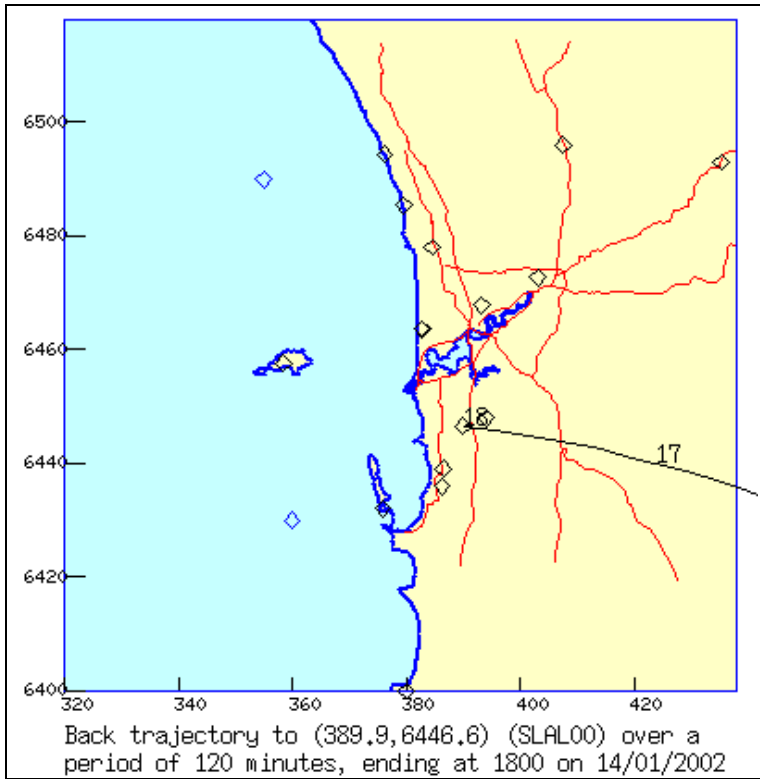 6500
6480
6460
18
17
6440
6420
6400
320 340 360 380 400 420
Back trajectory to (389.9,6446.6) (SLAL00) over a
period of 120 minutes, ending at 1800 on 14/01/2002